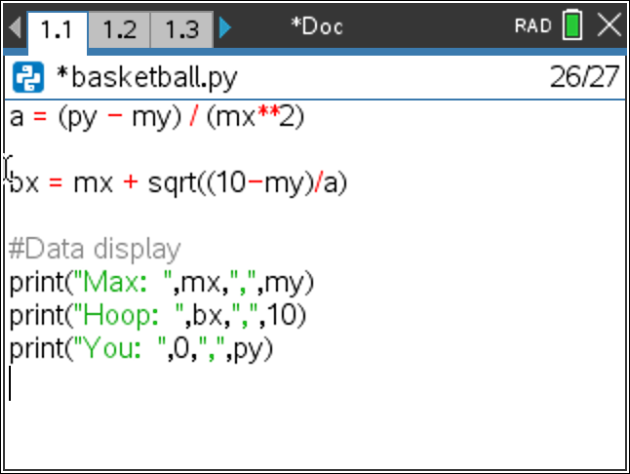 1.1 1.2 1.3 *Doc RAD
*basketball.py 26/27
a = (py - my) / (mx**2)
bx = mx + sqrt((10-my)/a)
#Data display
print("Max:  ",mx,",",my)
print("Hoop:  ",bx,",",10)
print("You:  ",0,",",py)